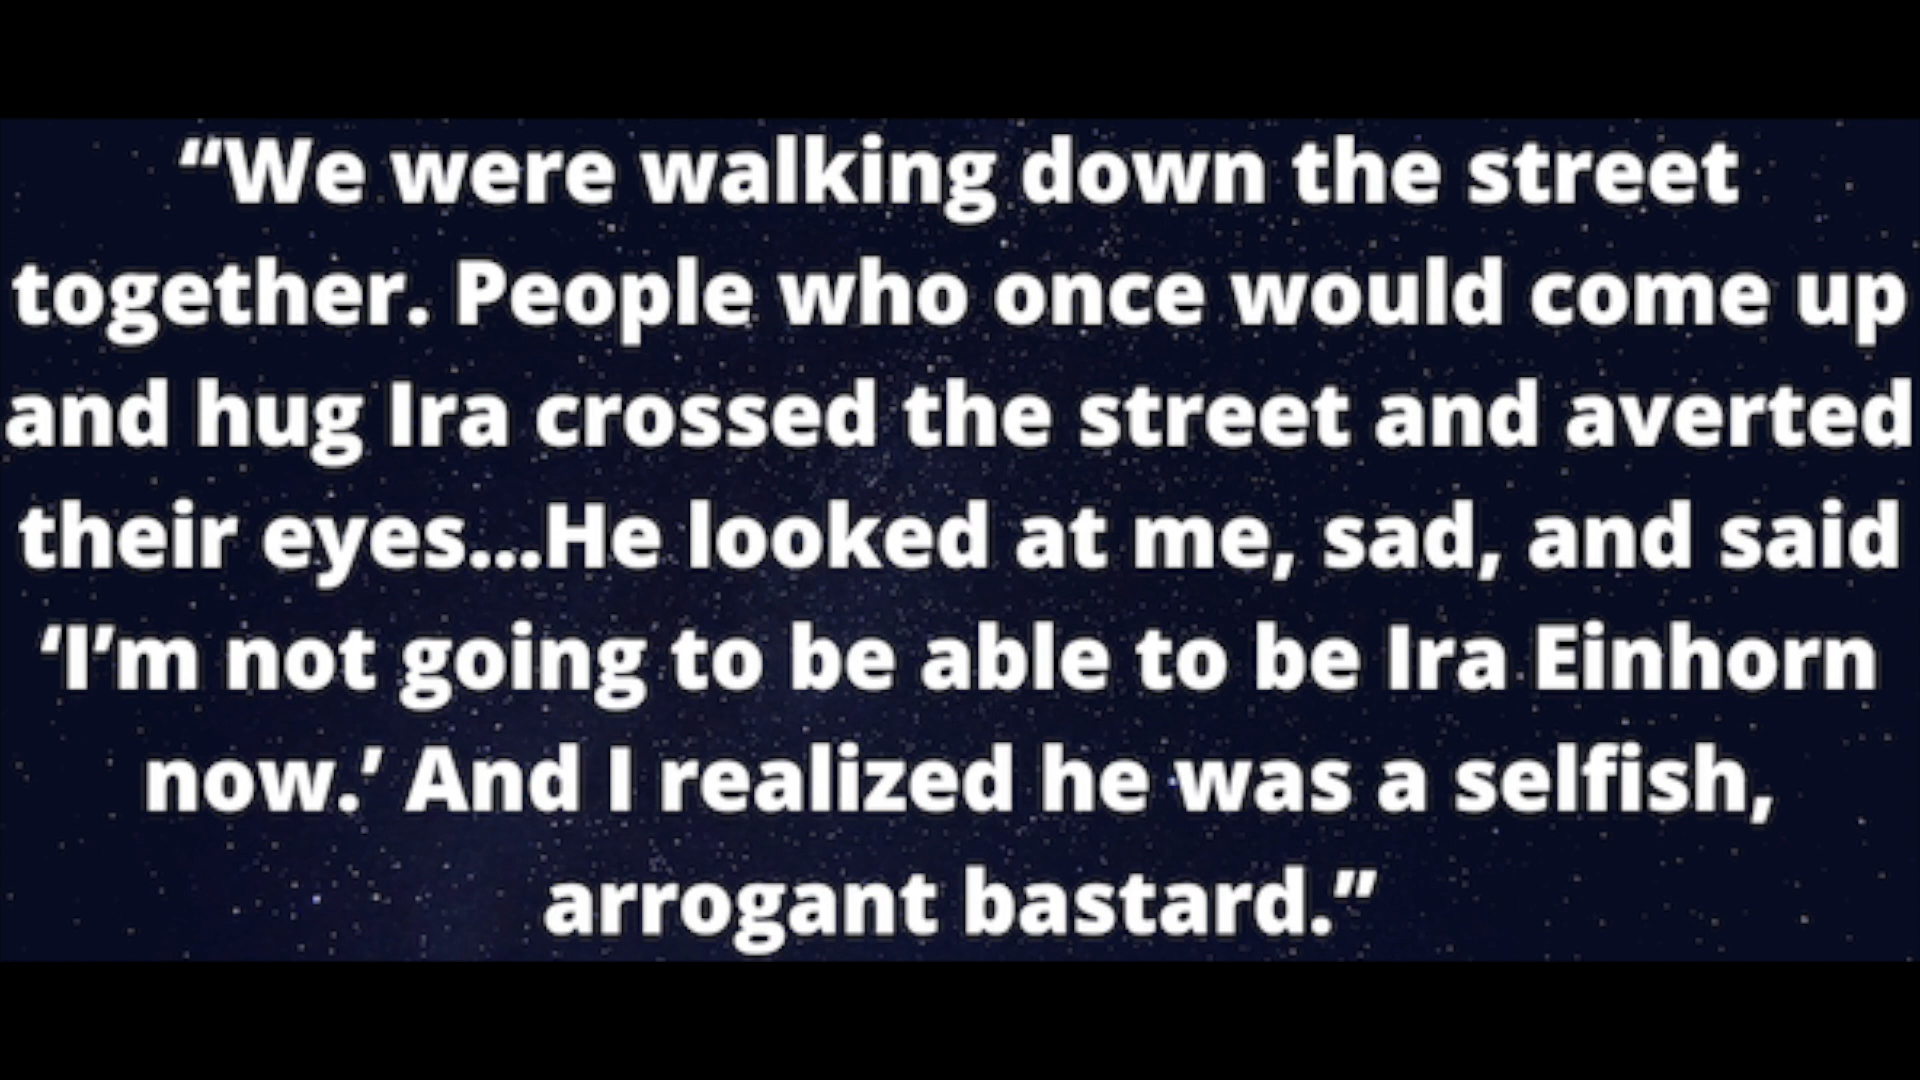 “We were walking down the street
together. People who once would come up
and hug Ira crossed the street and averted
their eyes...He looked at me, sad, and said
‘I’m not going to be able to be Ira Einhorn
now.’ And I realized he was a selfish,
arrogant bastard.”